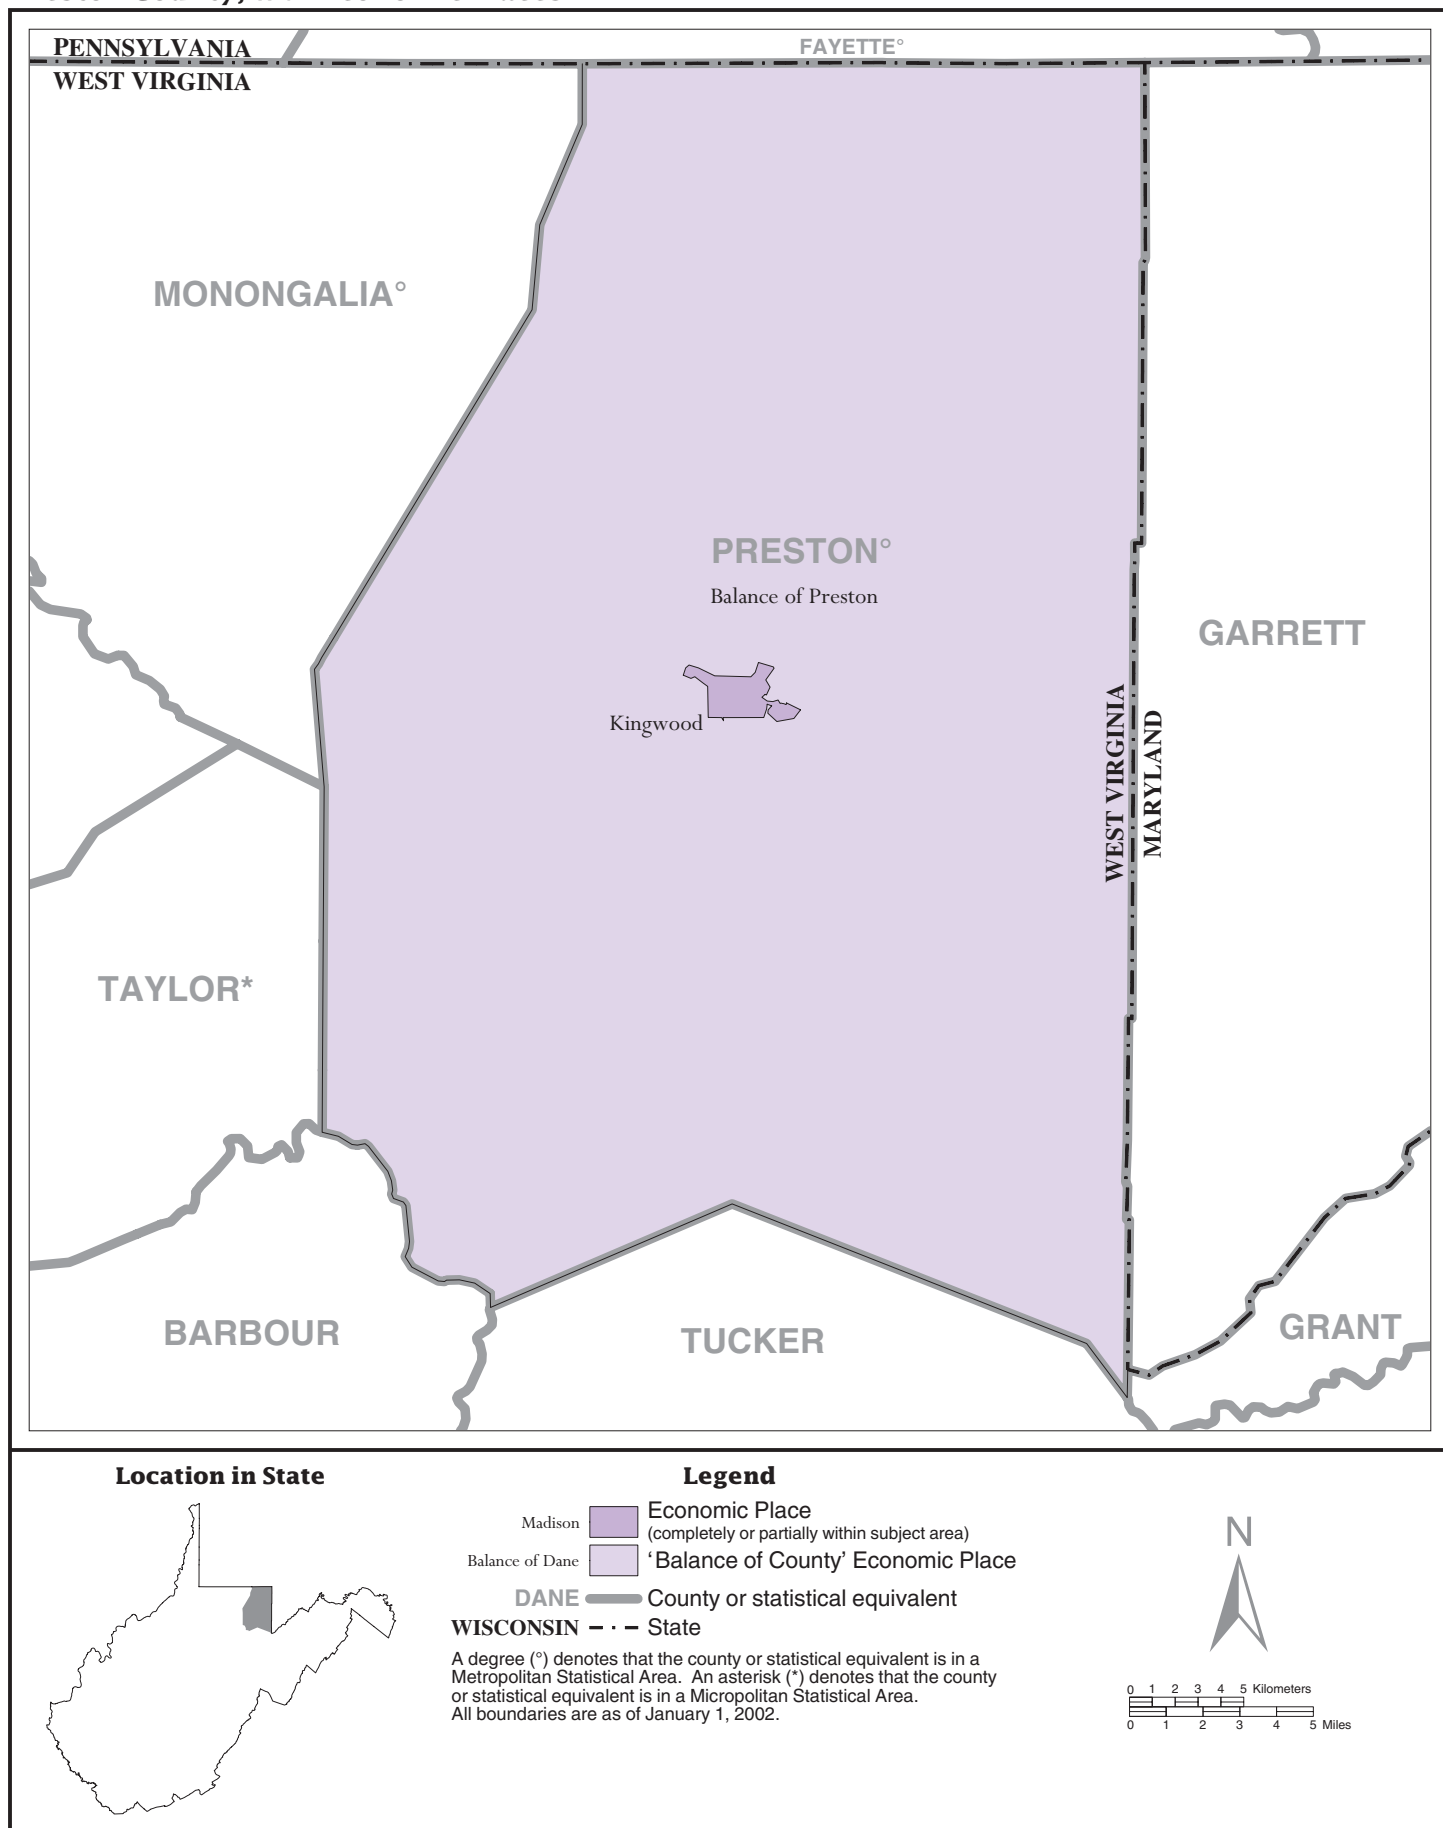 PENNSYLVANIA
FAYETTE°
WEST VIRGINIA
MONONGALIA°
PRESTON°
Balance of Preston
GARRETT
Kingwood
WEST VIRGINIA
MARYLAND
TAYLOR*
BARBOUR
TUCKER
GRANT
Location in State
Legend
Madison
Economic Place
(completely or partially within subject area)
Balance of Dane
‘Balance of County’ Economic Place
DANE
County or statistical equivalent
WISCONSIN
State
A degree (°) denotes that the county or statistical equivalent is in a
Metropolitan Statistical Area. An asterisk (*) denotes that the county
or statistical equivalent is in a Micropolitan Statistical Area.
All boundaries are as of January 1, 2002.
N
0 1 2 3 4 5 Kilometers
0 1 2 3 4 5 Miles